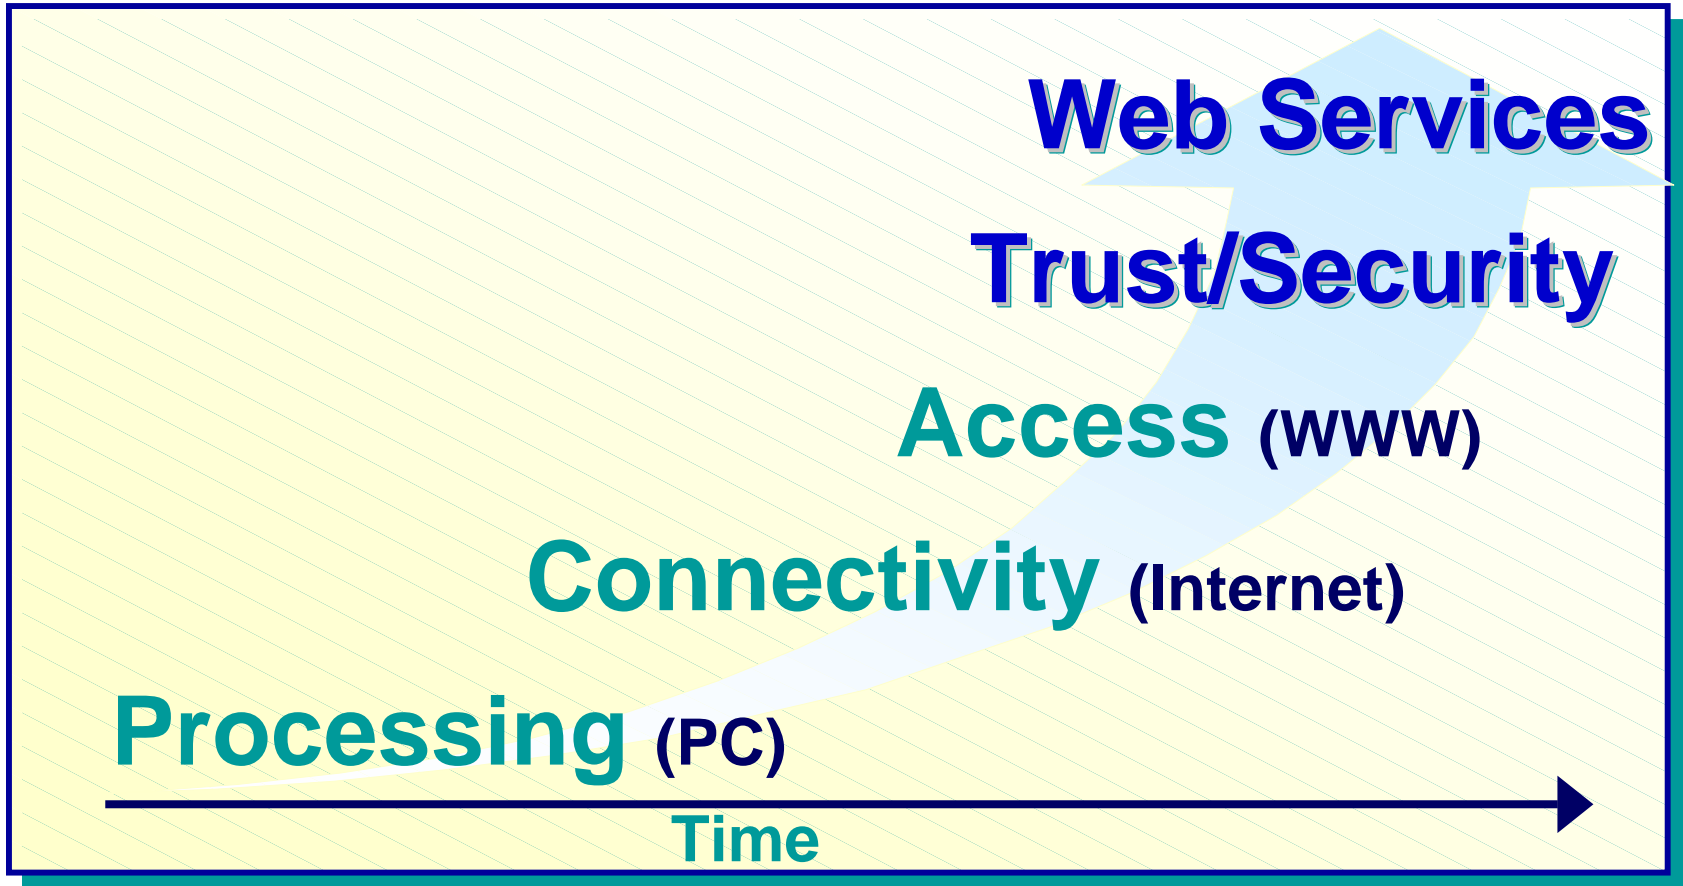 Web Services
Trust/Security
Access (WWW)
Connectivity (Internet)
Processing (PC)
Time